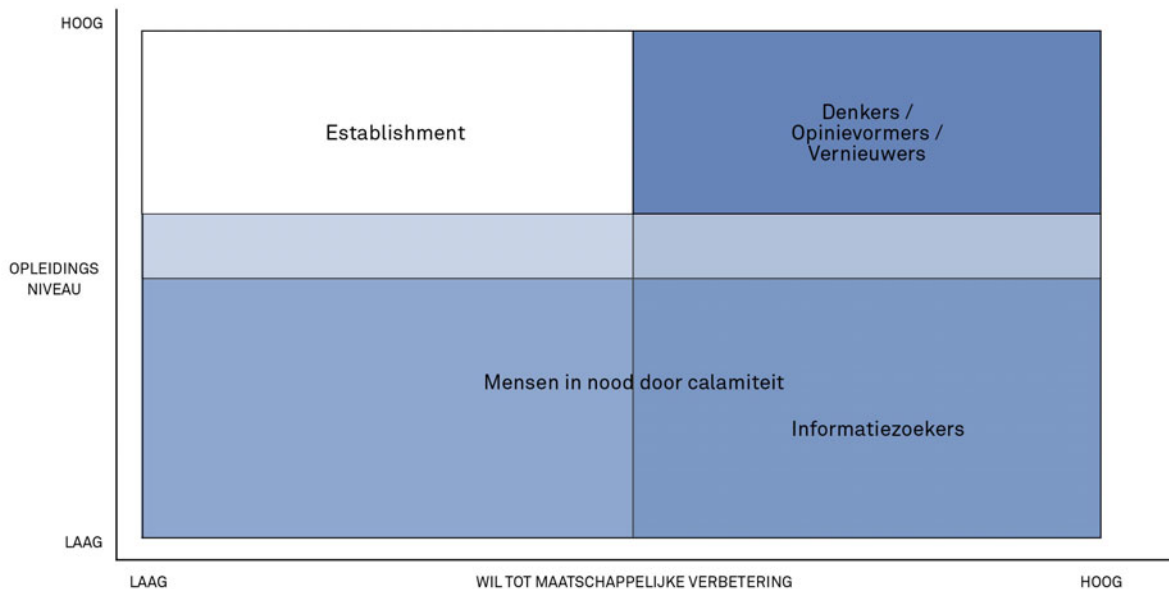 HOOG
Establishment
Denkers /
Opinievormers /
Vernieuwers
OPLEIDINGS
NIVEAU
Mensen in nood door calamiteit
Informatiezoekers
LAAG
LAAG
WIL TOT MAATSCHAPPELIJKE VERBETERING
HOOG